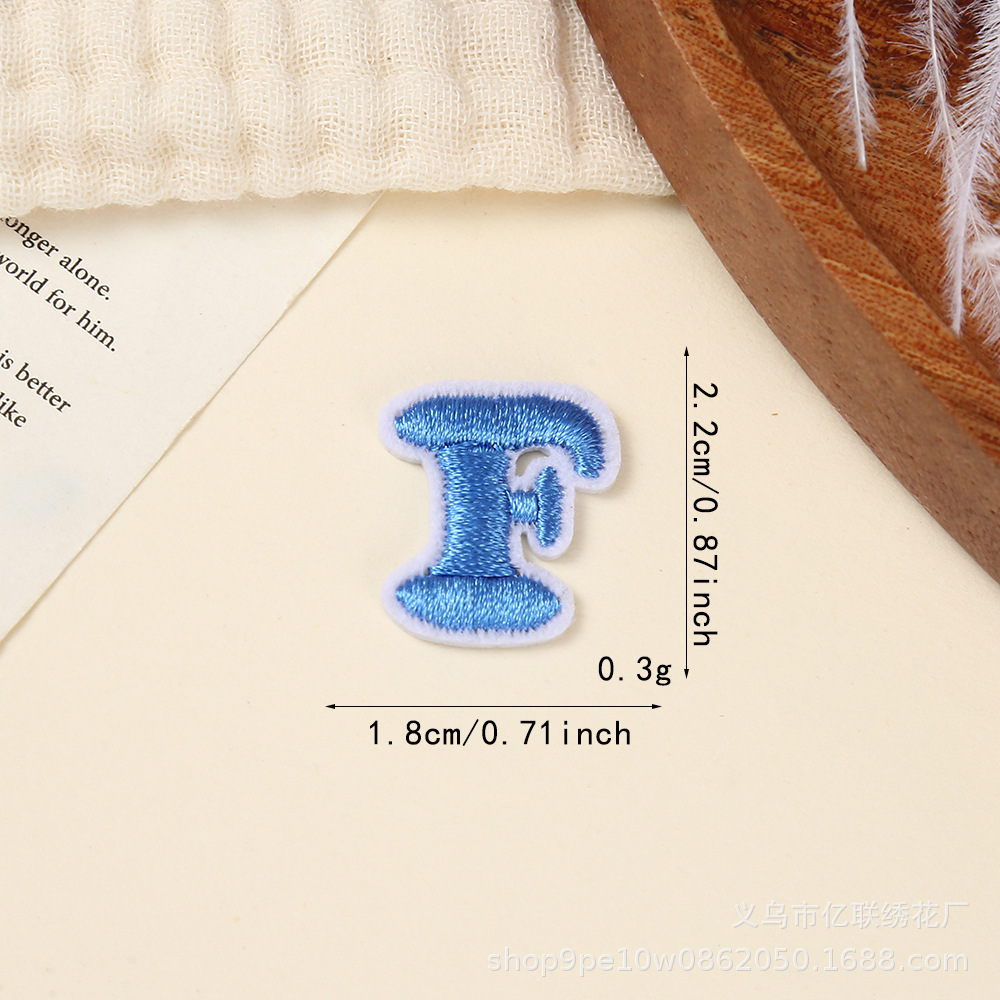 onger alone.
world for him.
is better
like
F
2.2cm/0.87inch
0.3g
1.8cm/0.71inch
义乌市亿联绣花厂
shop9pe10w0862050.1688.com